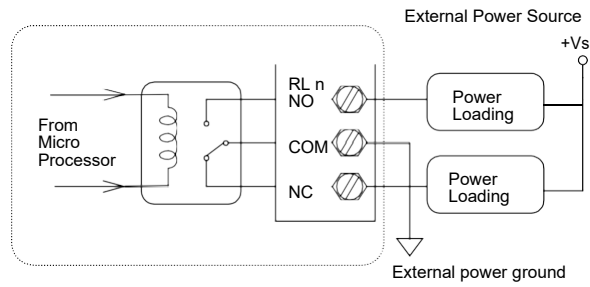 External Power Source
+Vs
RL n
NO
Power
Loading
From
Micro
Processor
COM
NC
Power
Loading
External power ground